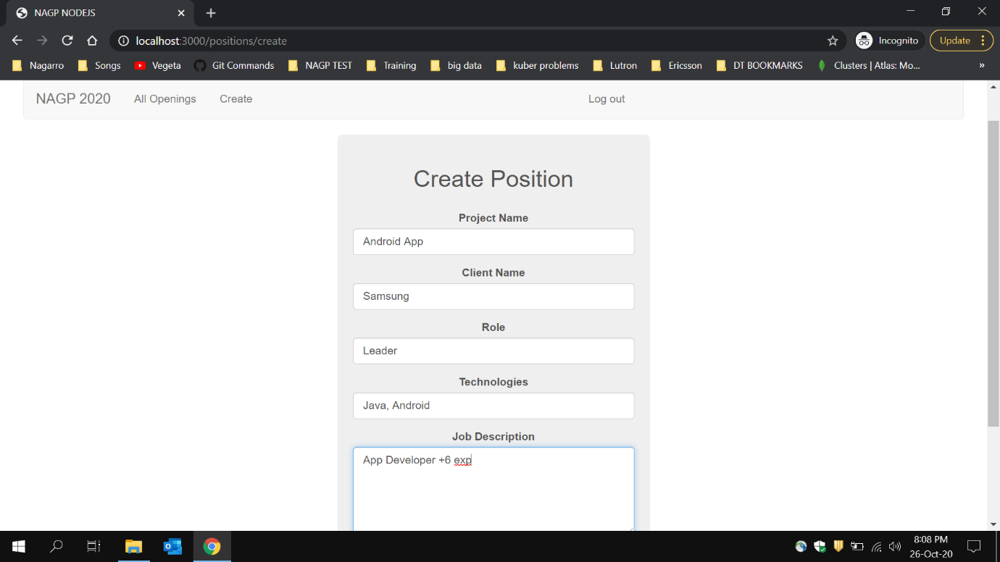 NAGP NODEJS
localhost:3000/positions/create
Incognito
Update
Nagarro
Songs
Vegeta
Git Commands
NAGP TEST
Training
big data
kuber problems
Lutron
Ericsson
DT BOOKMARKS
Clusters | Atlas: Mo...
»
NAGP 2020
All Openings
Create
Log out
Create Position
Project Name
Android App
Client Name
Samsung
Role
Leader
Technologies
Java, Android
Job Description
App Developer +6 exp
8:08 PM
26-Oct-20